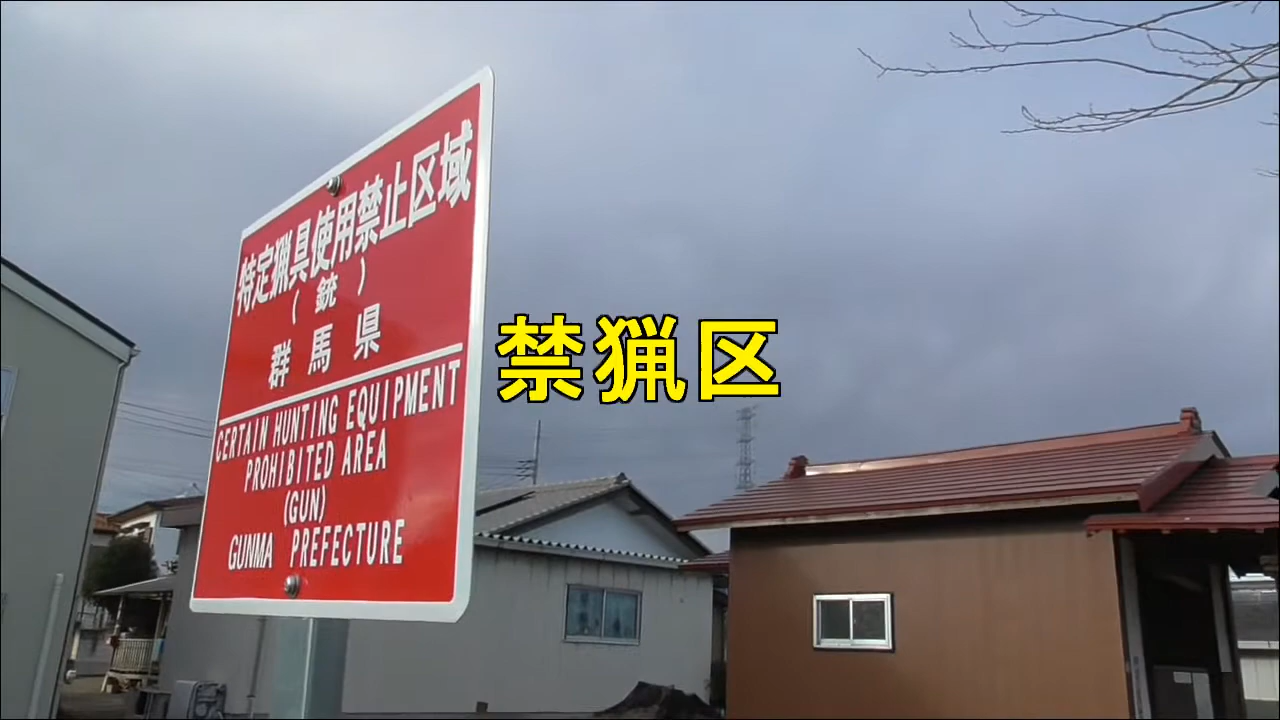 特定猟具使用禁止区域
（銃）
群馬県
CERTAIN HUNTING EQUIPMENT
PROHIBITED AREA
(GUN)
GUNMA PREFECTURE
禁猟区